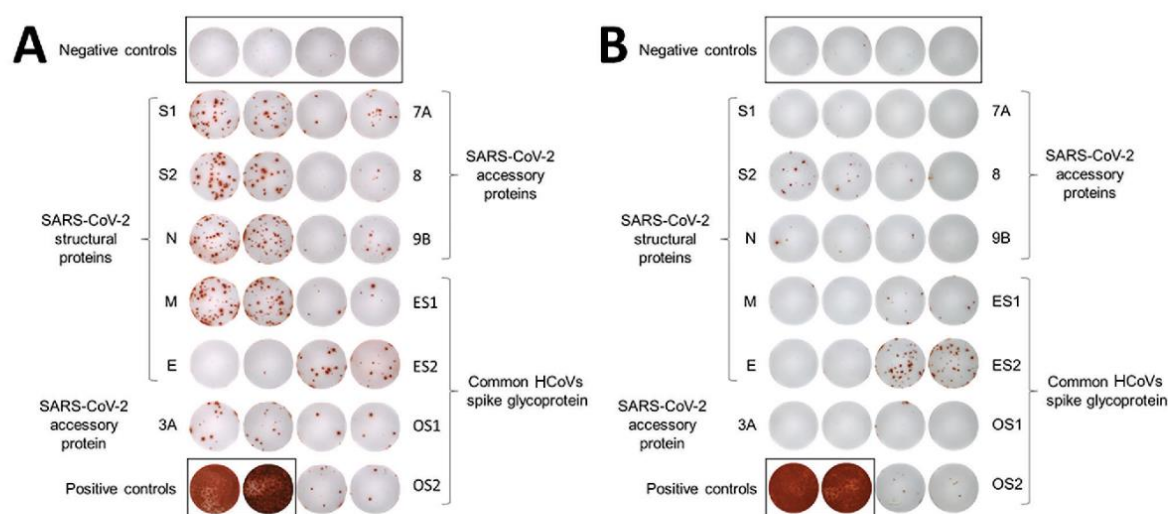 A
Negative controls
S1
7A
S2
8
SARS-CoV-2
accessory
proteins
SARS-CoV-2
structural
proteins
N
9B
M
ES1
E
ES2
Common HCoVs
spike glycoprotein
SARS-CoV-2
accessory
protein
3A
OS1
Positive controls
OS2
B
Negative controls
S1
7A
S2
8
SARS-CoV-2
accessory
proteins
SARS-CoV-2
structural
proteins
N
9B
M
ES1
E
ES2
Common HCoVs
spike glycoprotein
SARS-CoV-2
accessory
protein
3A
OS1
Positive controls
OS2